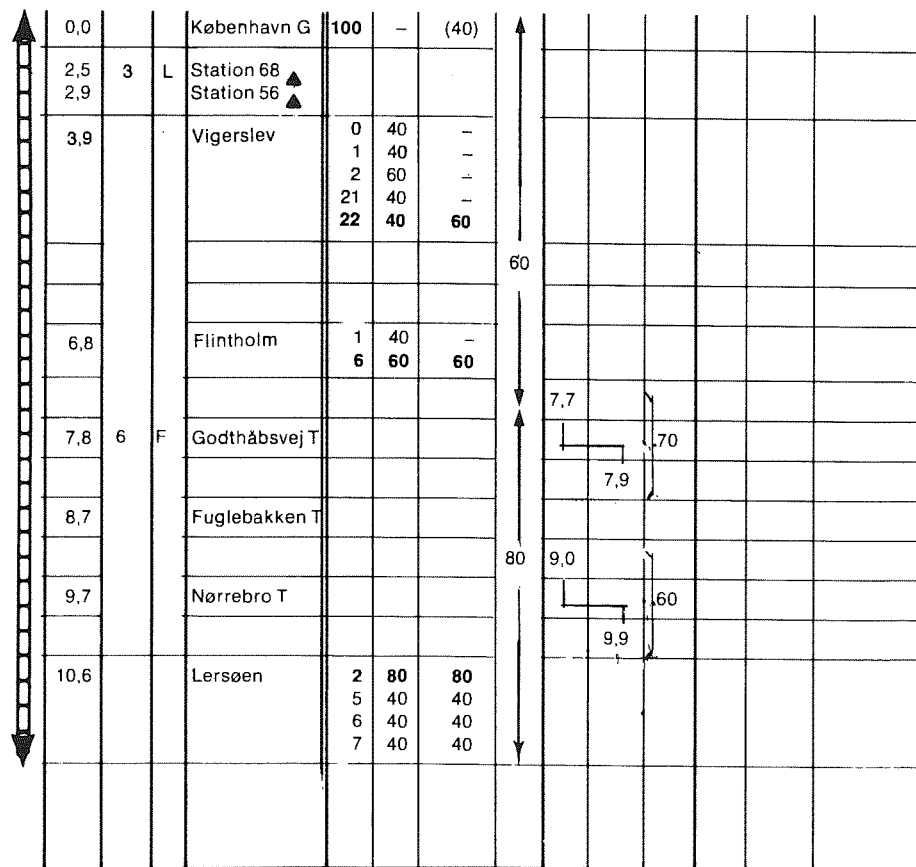 0,0 København G 100 – (40)
2,5 3 L Station 68
2,9 Station 56
3,9 Vigerslev 0 40 –
1 40 –
2 60 –
21 40 –
22 40 60
60
6,8 Flintholm 1 40 –
6 60 60
7,7
7,8 6 F Godthåbsvej T 70
7,9
8,7 Fuglebakken T
80 9,0
9,7 Nørrebro T 60
9,9
10,6 Lersøen 2 80 80
5 40 40
6 40 40
7 40 40